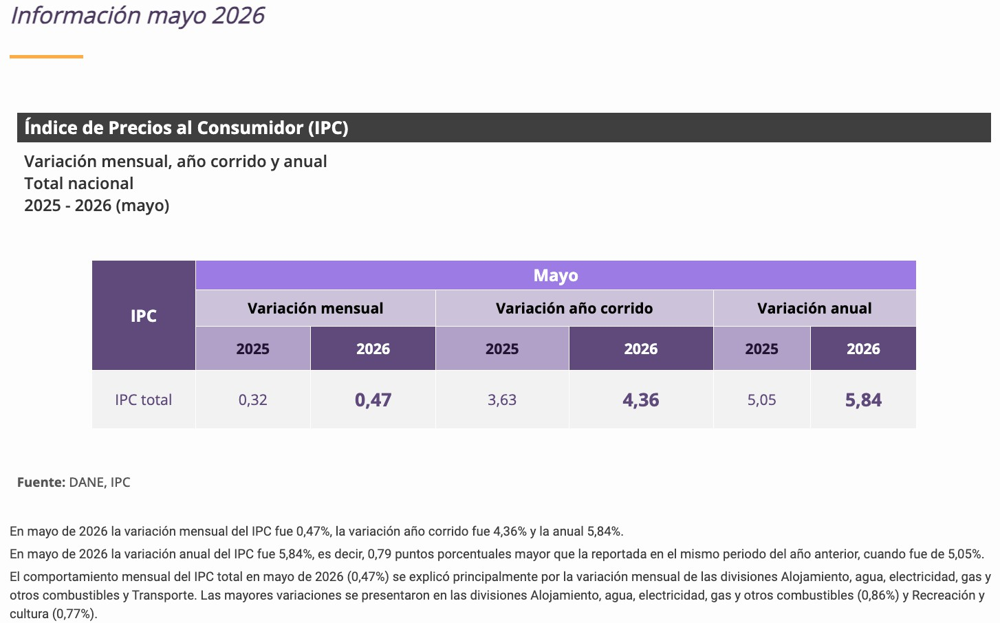 Información mayo 2026
Índice de Precios al Consumidor (IPC)
Variación mensual, año corrido y anual
Total nacional
2025 - 2026 (mayo)
IPC
Mayo
Variación mensual
Variación año corrido
Variación anual
2025
2026
2025
2026
2025
2026
IPC total
0,32
0,47
3,63
4,36
5,05
5,84
Fuente: DANE, IPC
En mayo de 2026 la variación mensual del IPC fue 0,47%, la variación año corrido fue 4,36% y la anual 5,84%.
En mayo de 2026 la variación anual del IPC fue 5,84%, es decir, 0,79 puntos porcentuales mayor que la reportada en el mismo periodo del año anterior, cuando fue de 5,05%.
El comportamiento mensual del IPC total en mayo de 2026 (0,47%) se explicó principalmente por la variación mensual de las divisiones Alojamiento, agua, electricidad, gas y
otros combustibles y Transporte. Las mayores variaciones se presentaron en las divisiones Alojamiento, agua, electricidad, gas y otros combustibles (0,86%) y Recreación y
cultura (0,77%).